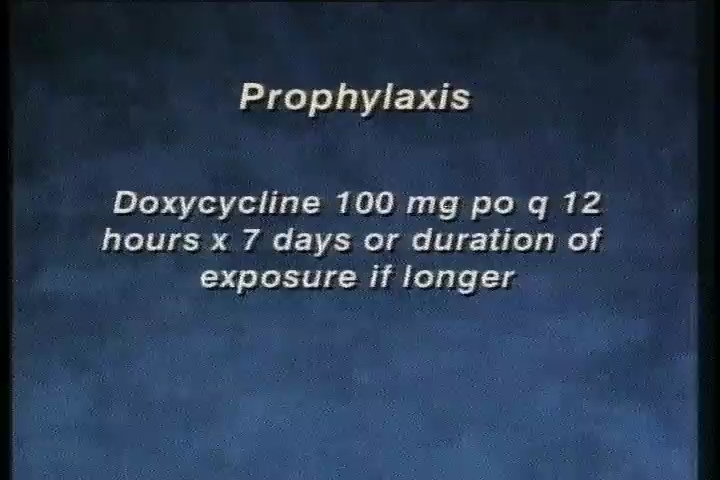 Prophylaxis
Doxycycline 100 mg po q 12
hours x 7 days or duration of
exposure if longer